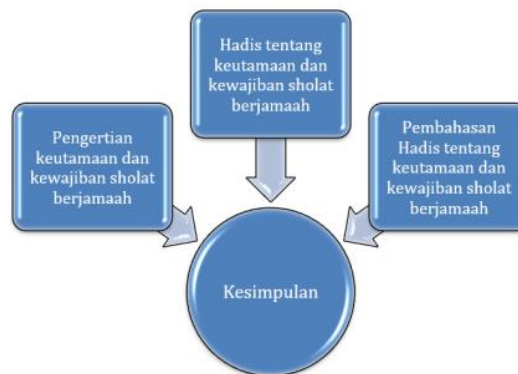 Hadis tentang
keutamaan dan
kewajiban sholat
berjamaah
Pengertian
keutamaan dan
kewajiban sholat
berjamaah
Pembahasan
Hadis tentang
keutamaan dan
kewajiban sholat
berjamaah
Kesimpulan